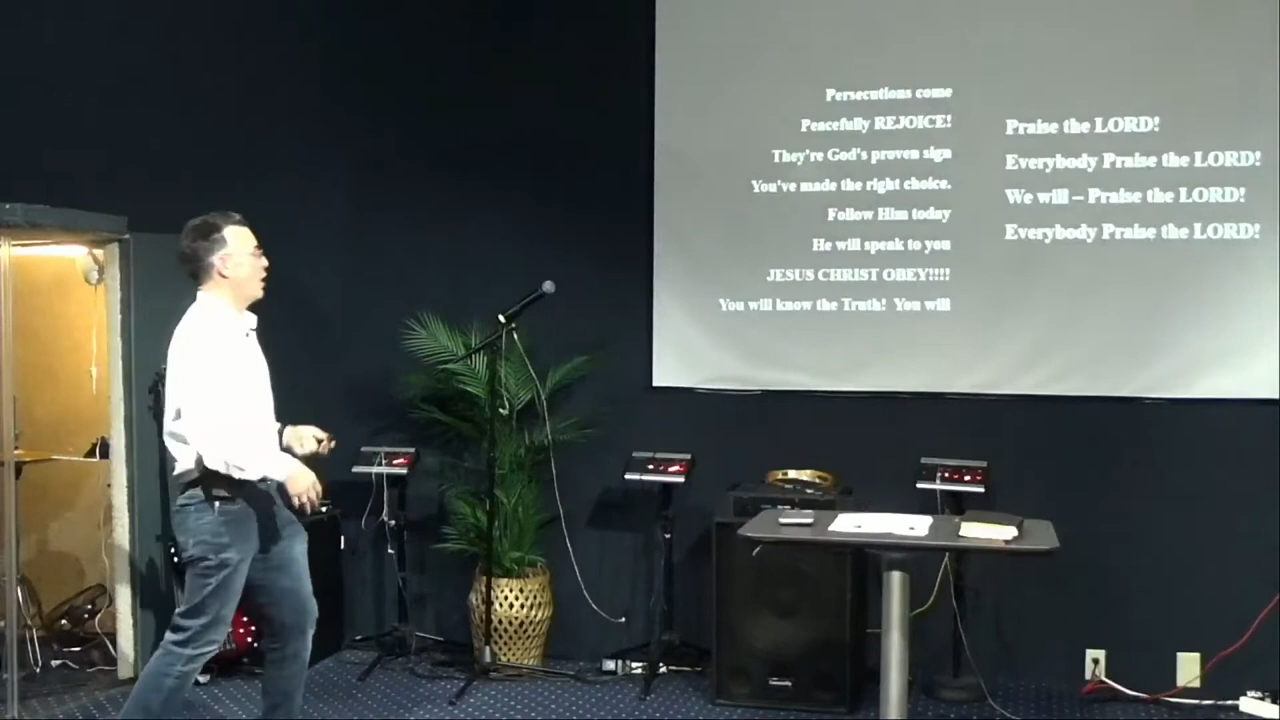 Persecutions come
Peacefully REJOICE!
They're God's proven sign
You've made the right choice.
Follow Him today
He will speak to you
JESUS CHRIST OBEY!!!!
You will know the Truth!  You will
Praise the LORD!
Everybody Praise the LORD!
We will – Praise the LORD!
Everybody Praise the LORD!